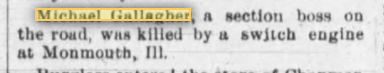 Michael Gallagher, a section boss on
the road, was killed by a switch engine
at Monmouth, Ill.